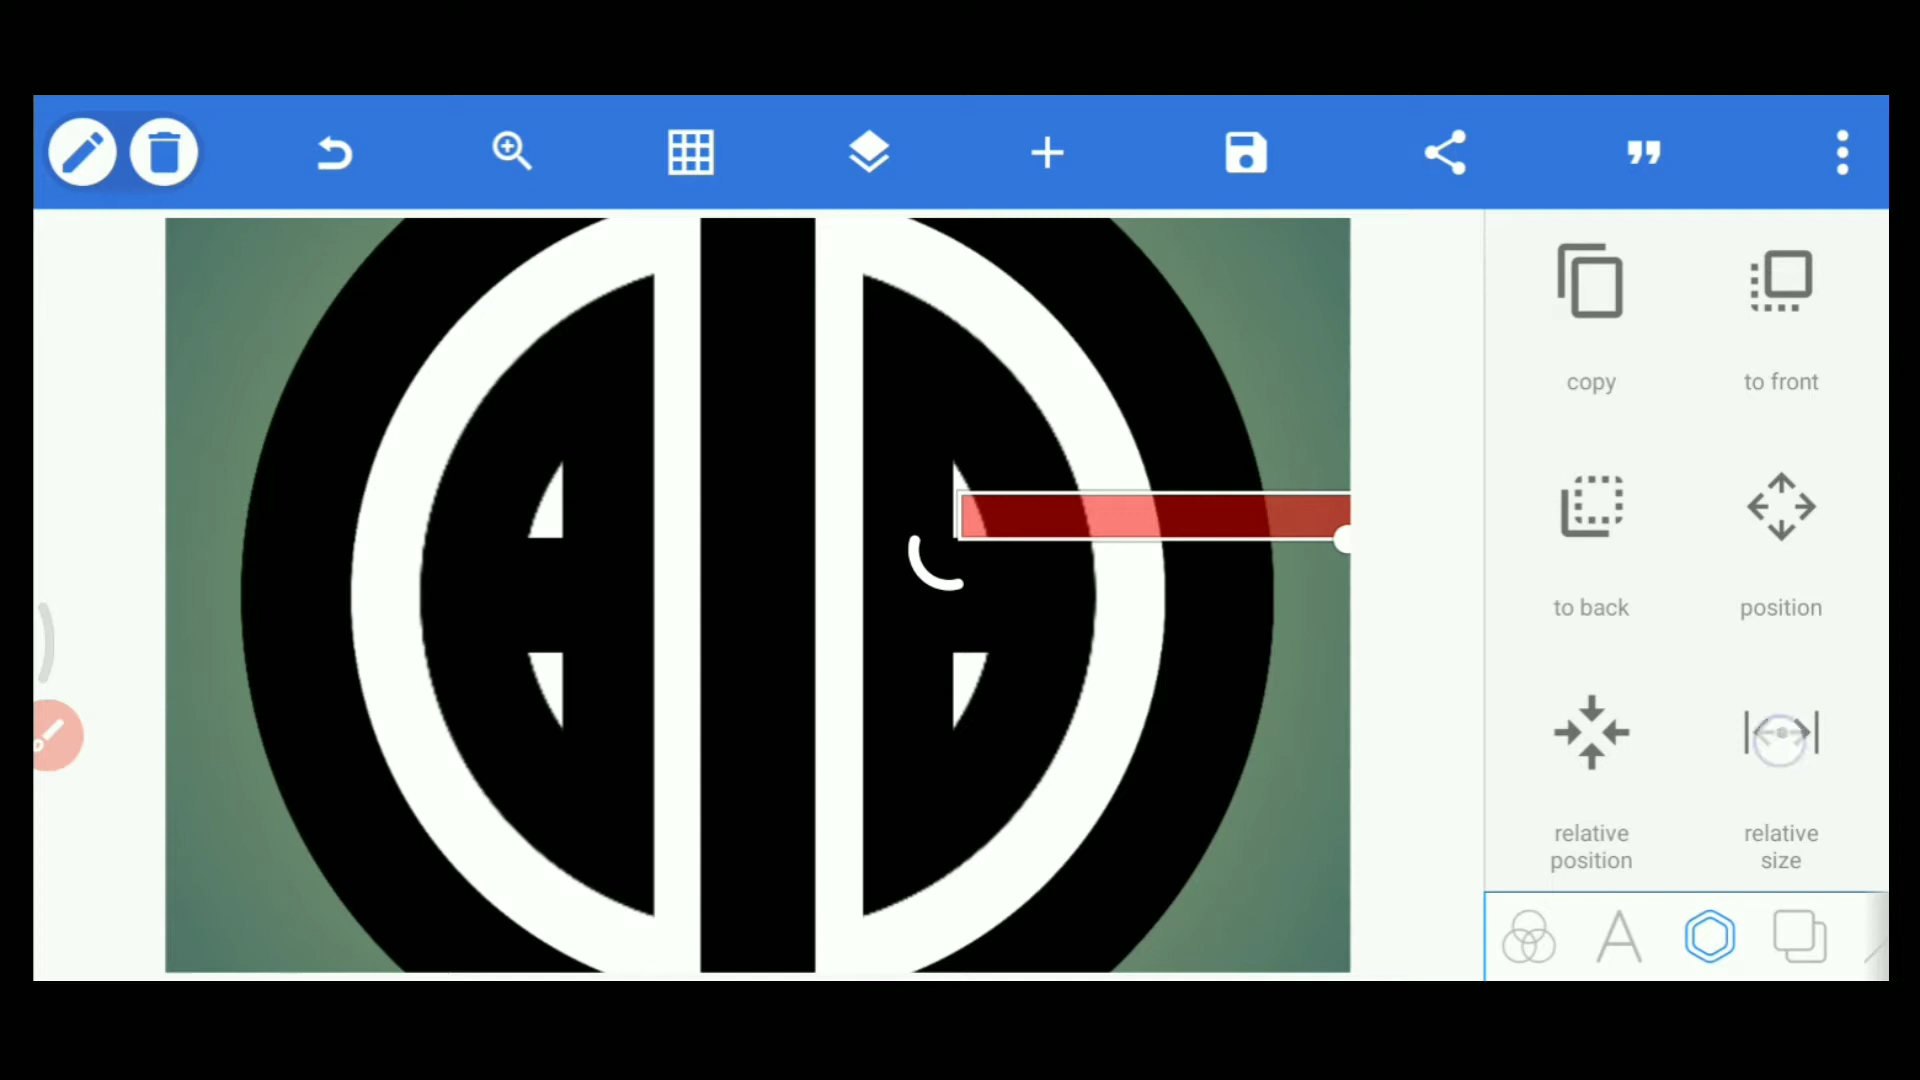 copy
to front
to back
position
relative
position
relative
size